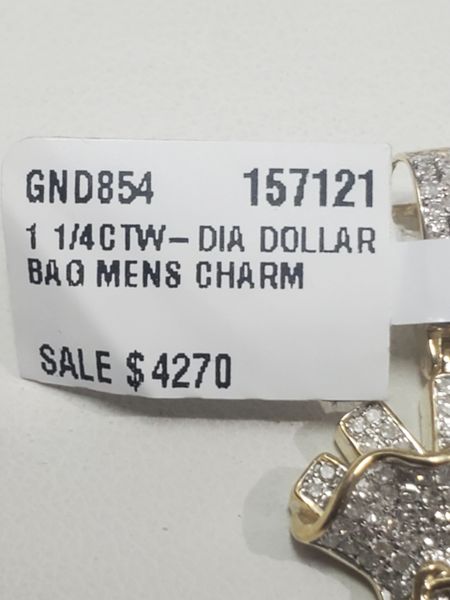 GND854 157121
1 1/4CTW-DIA DOLLAR
BAG MENS CHARM
SALE $4270